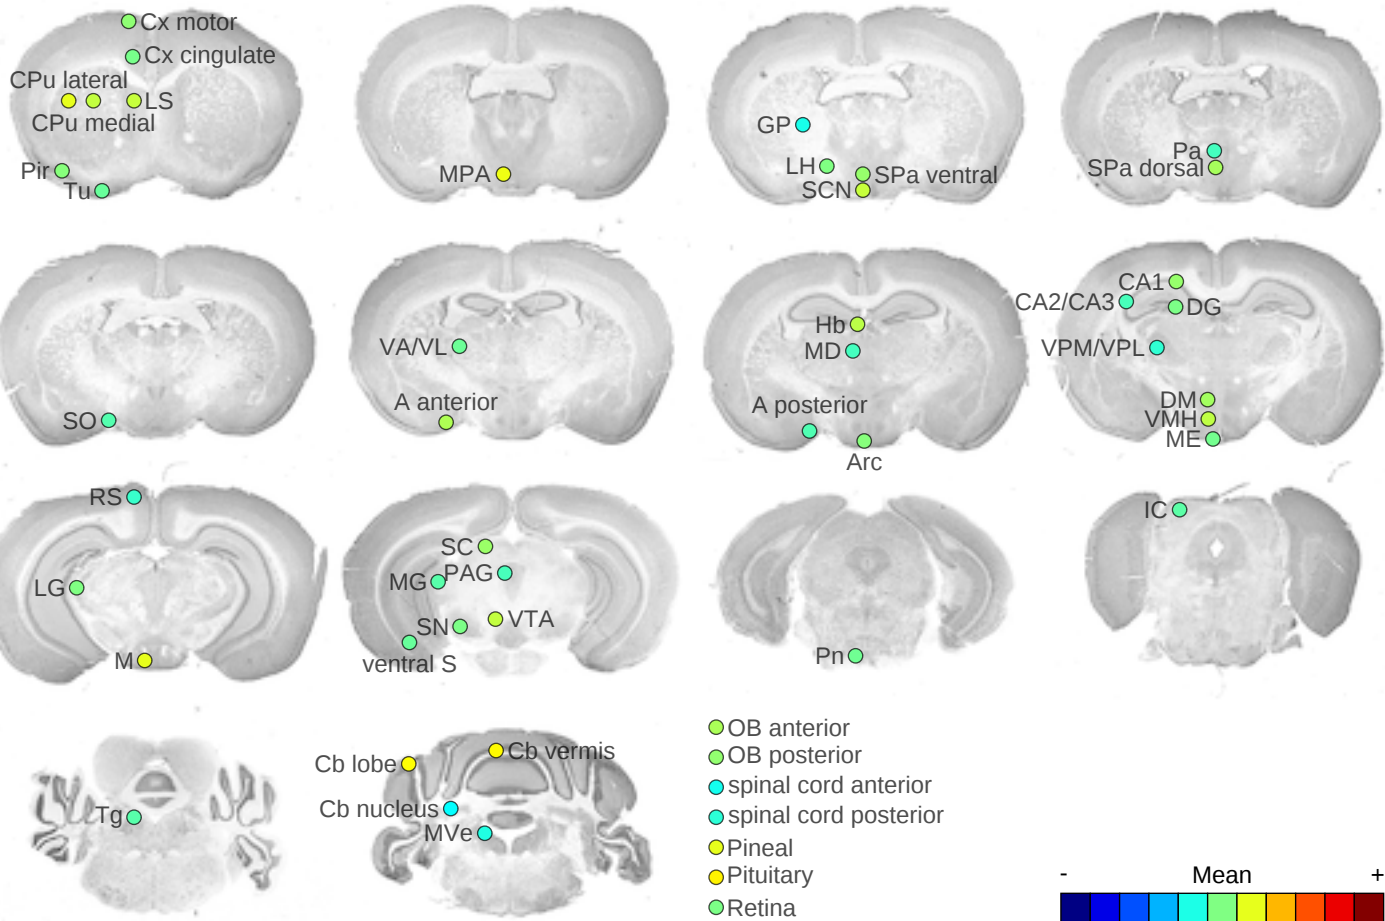 Cx motor
Cx cingulate
CPu lateral
LS
CPu medial
Pir
Tu
MPA
GP
LH
SPa ventral
SCN
Pa
SPa dorsal
SO
VA/VL
A anterior
Hb
MD
A posterior
Arc
CA1
CA2/CA3
DG
VPM/VPL
DM
VMH
ME
RS
LG
M
SC
MG
PAG
SN
VTA
ventral S
Pn
IC
Tg
Cb lobe
Cb vermis
Cb nucleus
MVe
OB anterior
OB posterior
spinal cord anterior
spinal cord posterior
Pineal
Pituitary
Retina
- Mean +